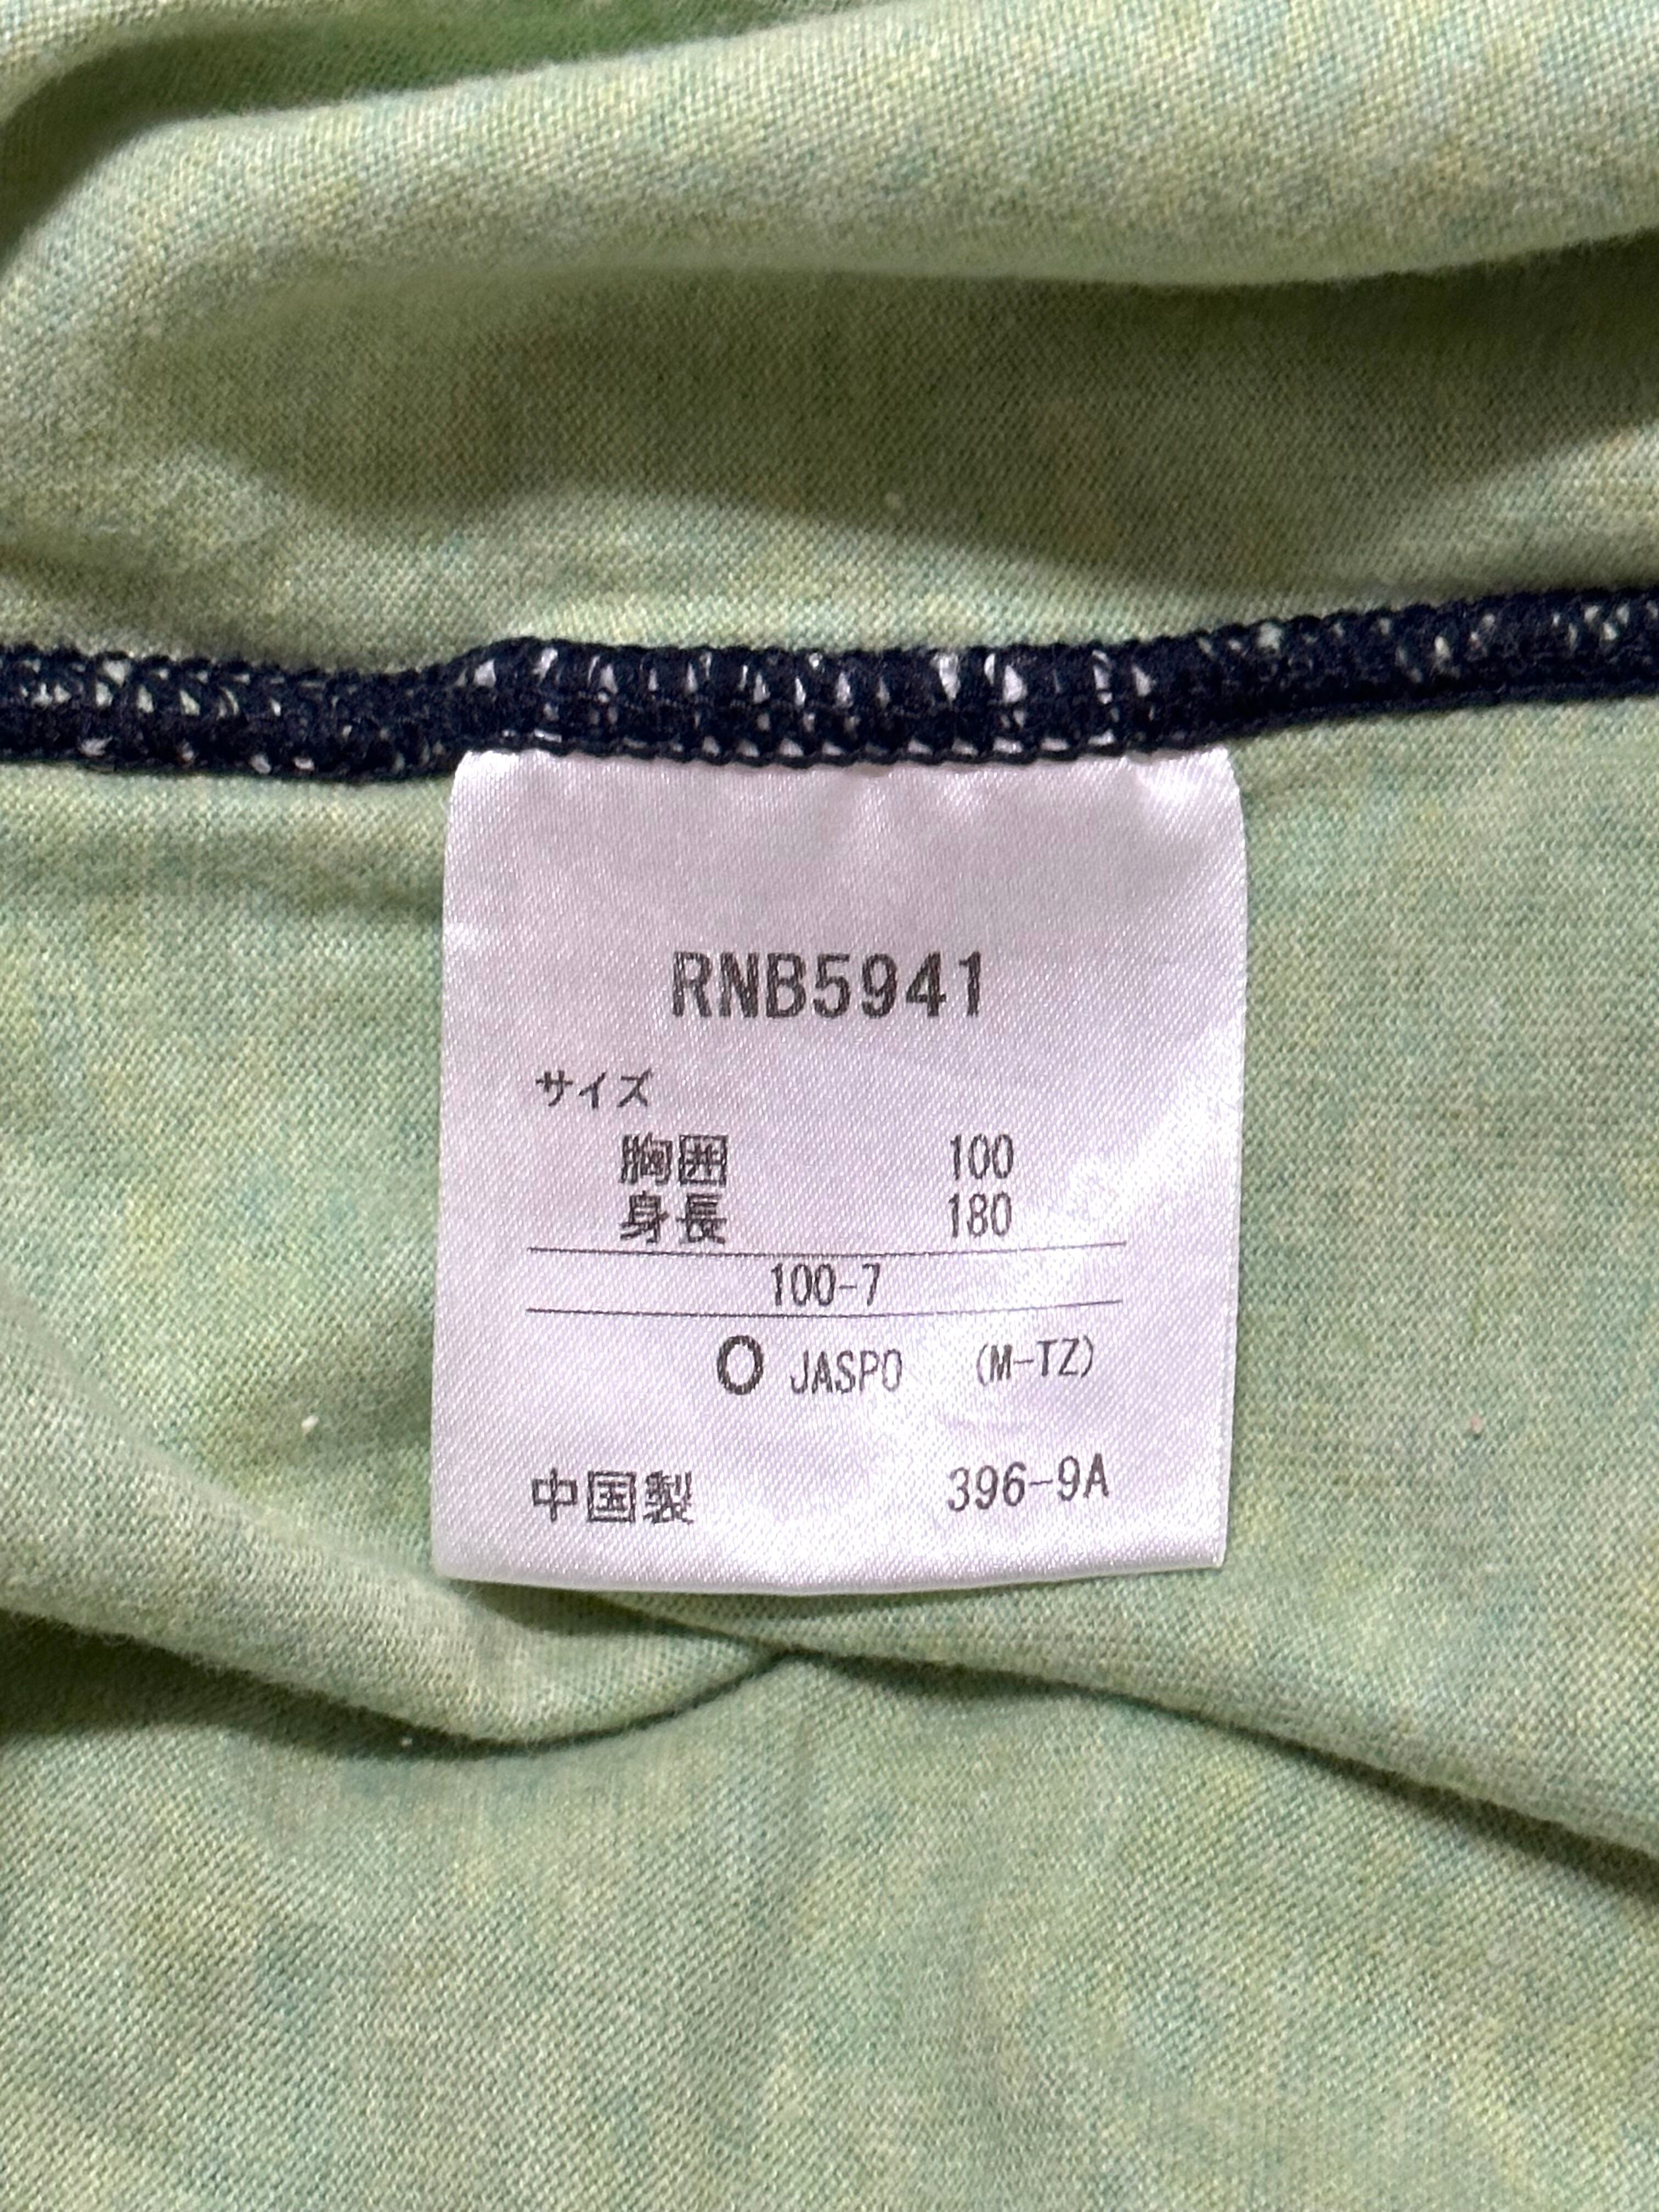 RNB5941
サイズ
胸囲 100
身長 180
100-7
O JASPO (M-TZ)
中国製 396-9A